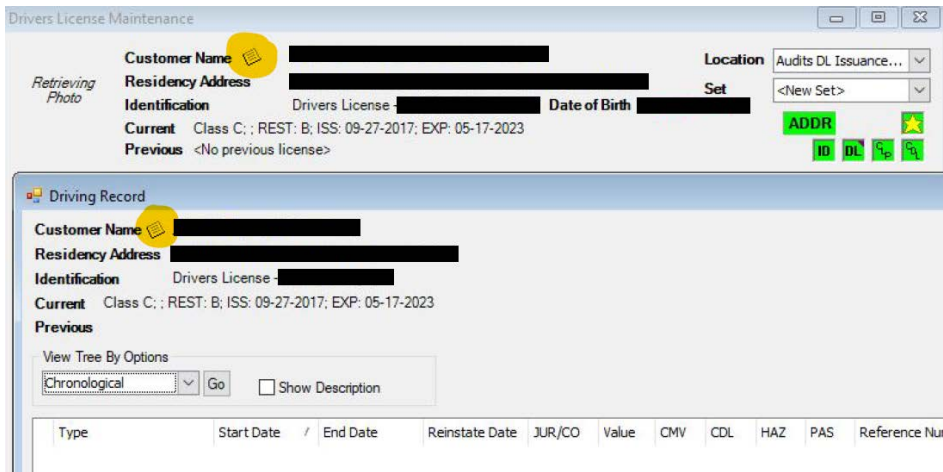 Drivers License Maintenance
Customer Name
Location Audits DL Issuance...
Retrieving Photo
Residency Address
Set <New Set>
Identification Drivers License - Date of Birth
ADDR
Current Class C; ; REST: B; ISS: 09-27-2017; EXP: 05-17-2023
Previous <No previous license>
ID DL CLP CDL
Driving Record
Customer Name
Residency Address
Identification Drivers License -
Current Class C; ; REST: B; ISS: 09-27-2017; EXP: 05-17-2023
Previous
View Tree By Options
Chronological Go Show Description
Type Start Date / End Date Reinstate Date JUR/CO Value CMV CDL HAZ PAS Reference Nu